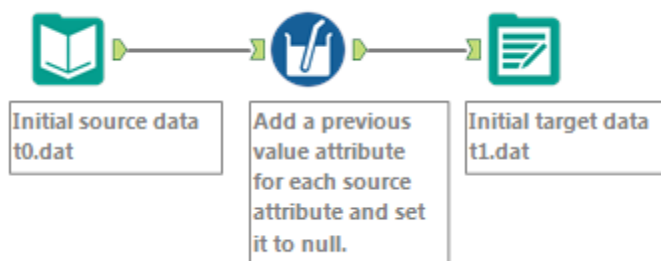 Initial source data
t0.dat
Add a previous
value attribute
for each source
attribute and set
it to null.
Initial target data
t1.dat